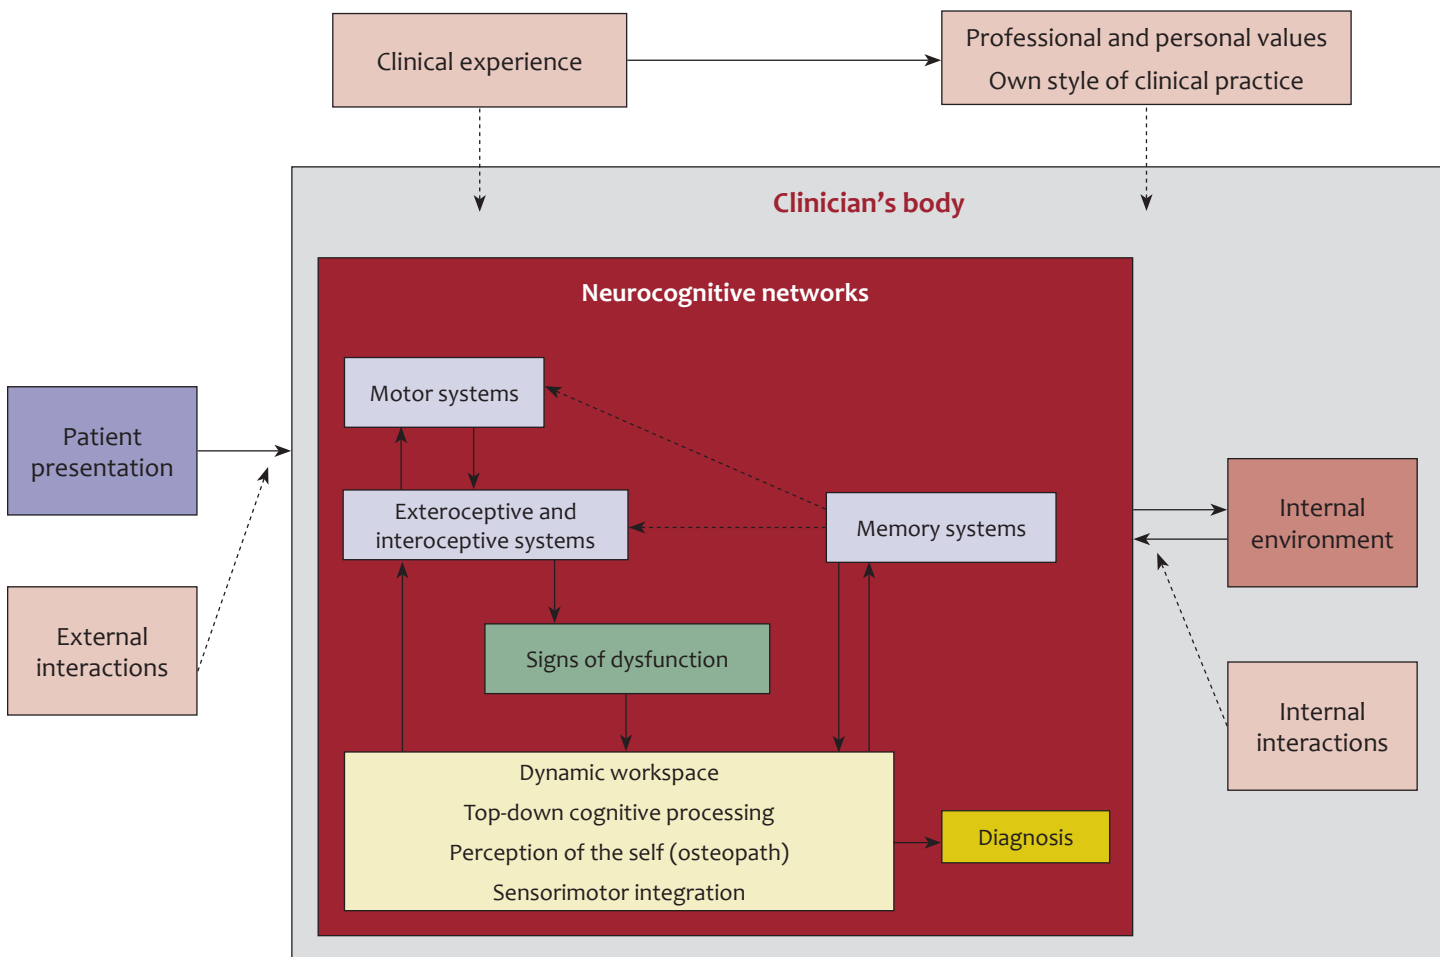 Clinical experience
Professional and personal values
Own style of clinical practice
Clinician’s body
Neurocognitive networks
Motor systems
Patient
presentation
Exteroceptive and
interoceptive systems
Memory systems
Internal
environment
External
interactions
Signs of dysfunction
Internal
interactions
Dynamic workspace
Top-down cognitive processing
Perception of the self (osteopath)
Sensorimotor integration
Diagnosis